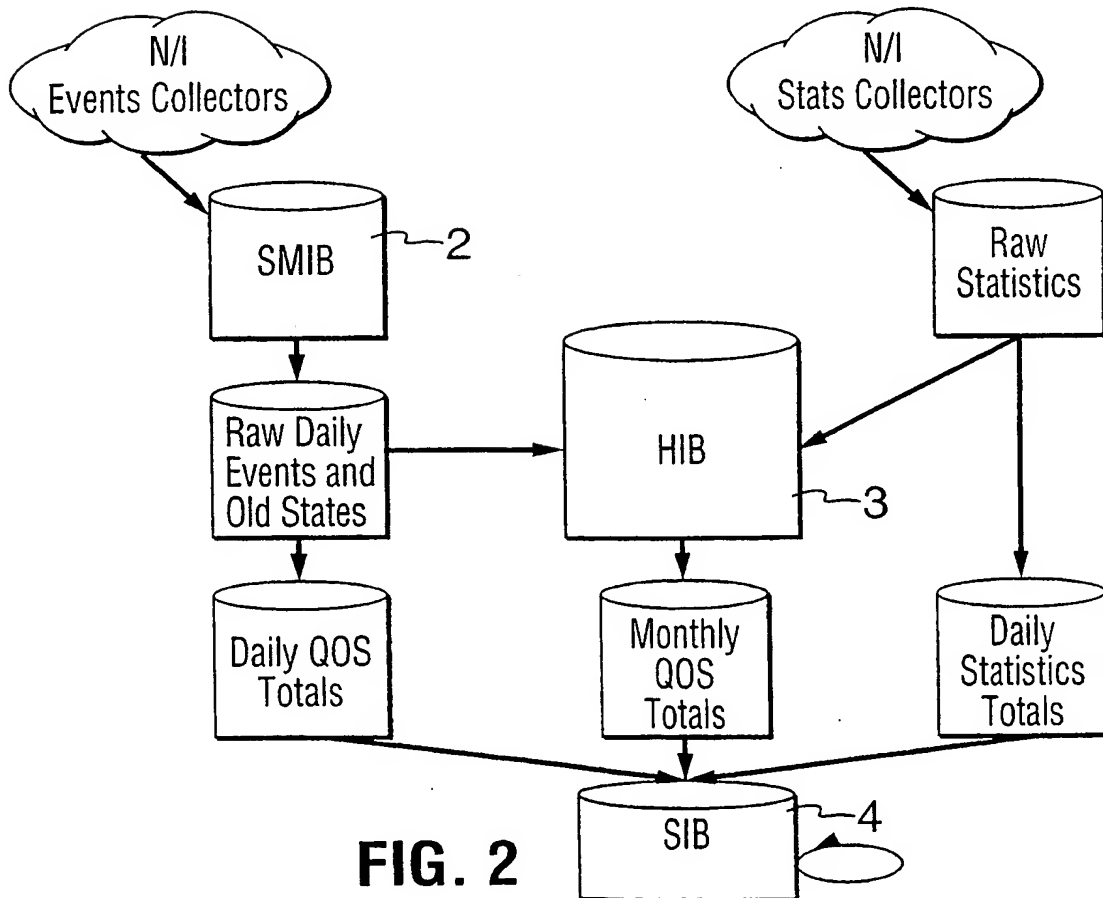 N/I
Events Collectors
N/I
Stats Collectors
SMIB
2
Raw
Statistics
Raw Daily
Events and
Old States
HIB
3
Daily QOS
Totals
Monthly
QOS
Totals
Daily
Statistics
Totals
SIB
4
FIG. 2